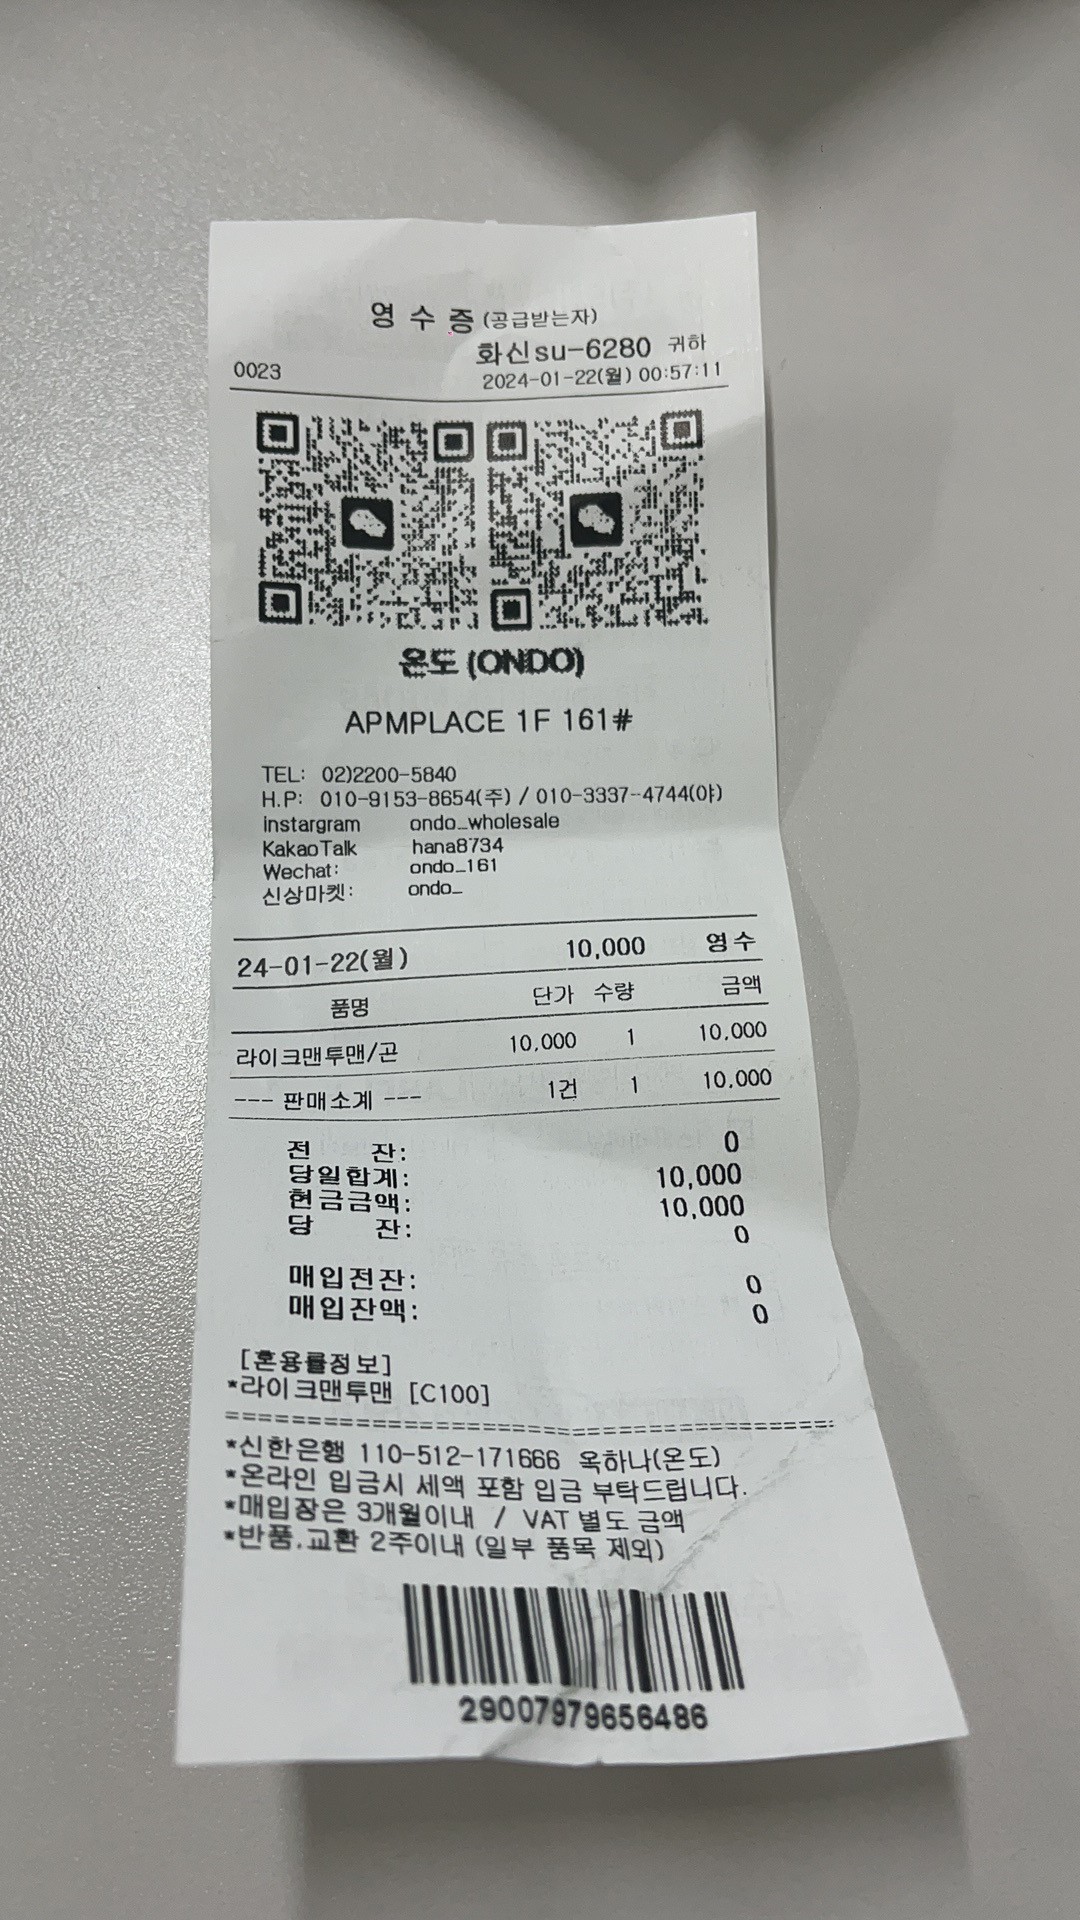 영 수 증 (공급받는자)
화신su-6280 귀하
0023 2024-01-22(월) 00:57:11
온도 (ONDO)
APMPLACE 1F 161#
TEL: 02)2200-5840
H.P: 010-9153-8654(주) / 010-3337-4744(야)
instargram ondo_wholesale
KakaoTalk hana8734
Wechat: ondo_161
신상마켓: ondo_
24-01-22(월) 10,000 영수
품명 단가 수량 금액
라이크맨투맨/곤 10,000 1 10,000
--- 판매소계 --- 1건 1 10,000
전 잔: 0
당일합계: 10,000
현금금액: 10,000
당 잔: 0
매입전잔: 0
매입잔액: 0
[혼용률정보]
*라이크맨투맨 [C100]
*신한은행 110-512-171666 옥하나(온도)
*온라인 입금시 세액 포함 입금 부탁드립니다.
*매입장은 3개월이내 / VAT 별도 금액
*반품.교환 2주이내 (일부 품목 제외)
29007979656486